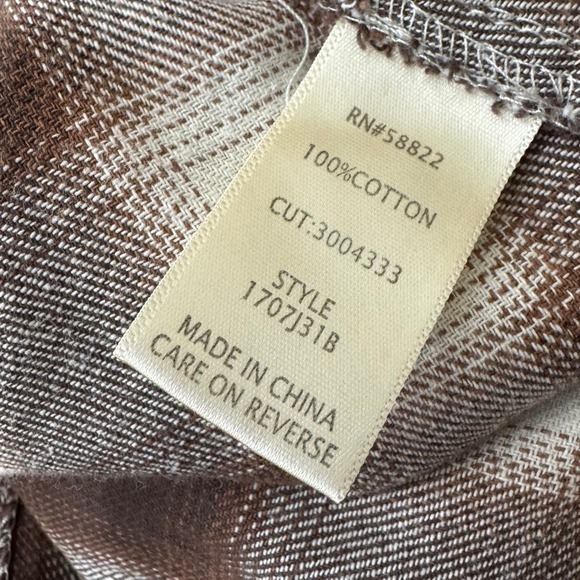 RN#58822
100%COTTON
CUT:3004333
STYLE
1707J31B
MADE IN CHINA
CARE ON REVERSE